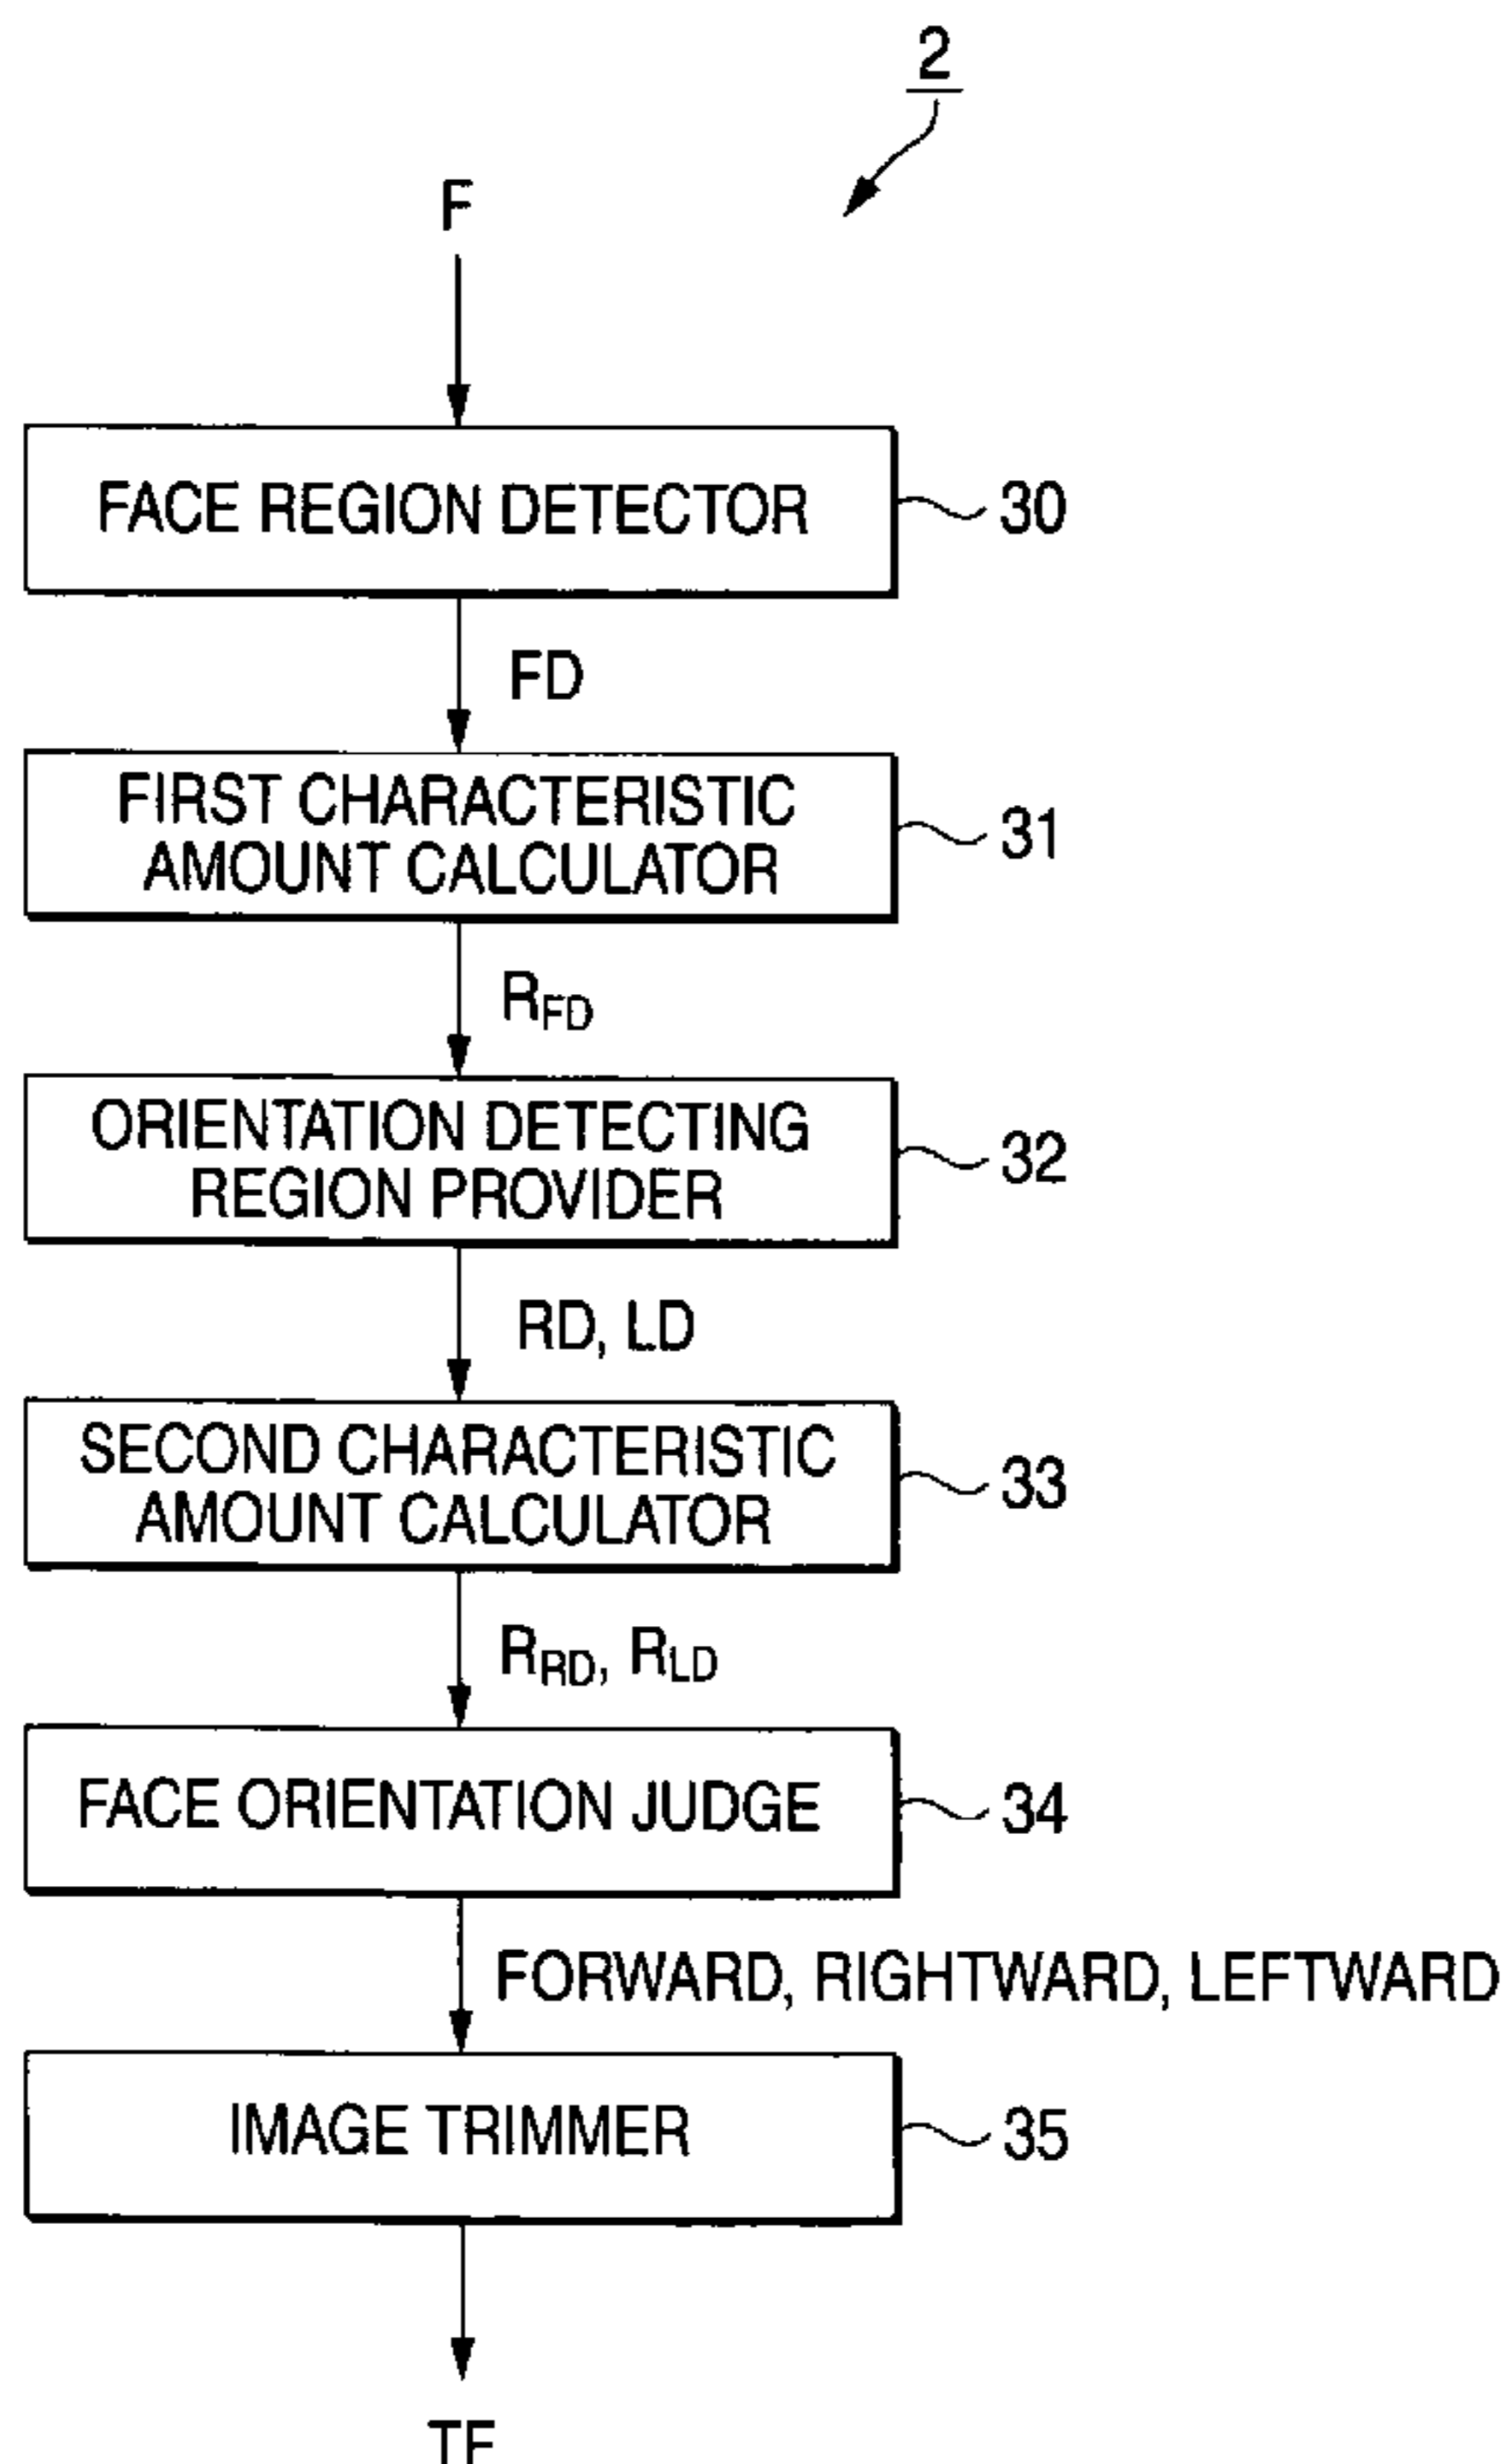 2
F
FACE REGION DETECTOR
30
FD
FIRST CHARACTERISTIC
AMOUNT CALCULATOR
31
RFD
ORIENTATION DETECTING
REGION PROVIDER
32
RD, LD
SECOND CHARACTERISTIC
AMOUNT CALCULATOR
33
RRD, RLD
FACE ORIENTATION JUDGE
34
FORWARD, RIGHTWARD, LEFTWARD
IMAGE TRIMMER
35
TF